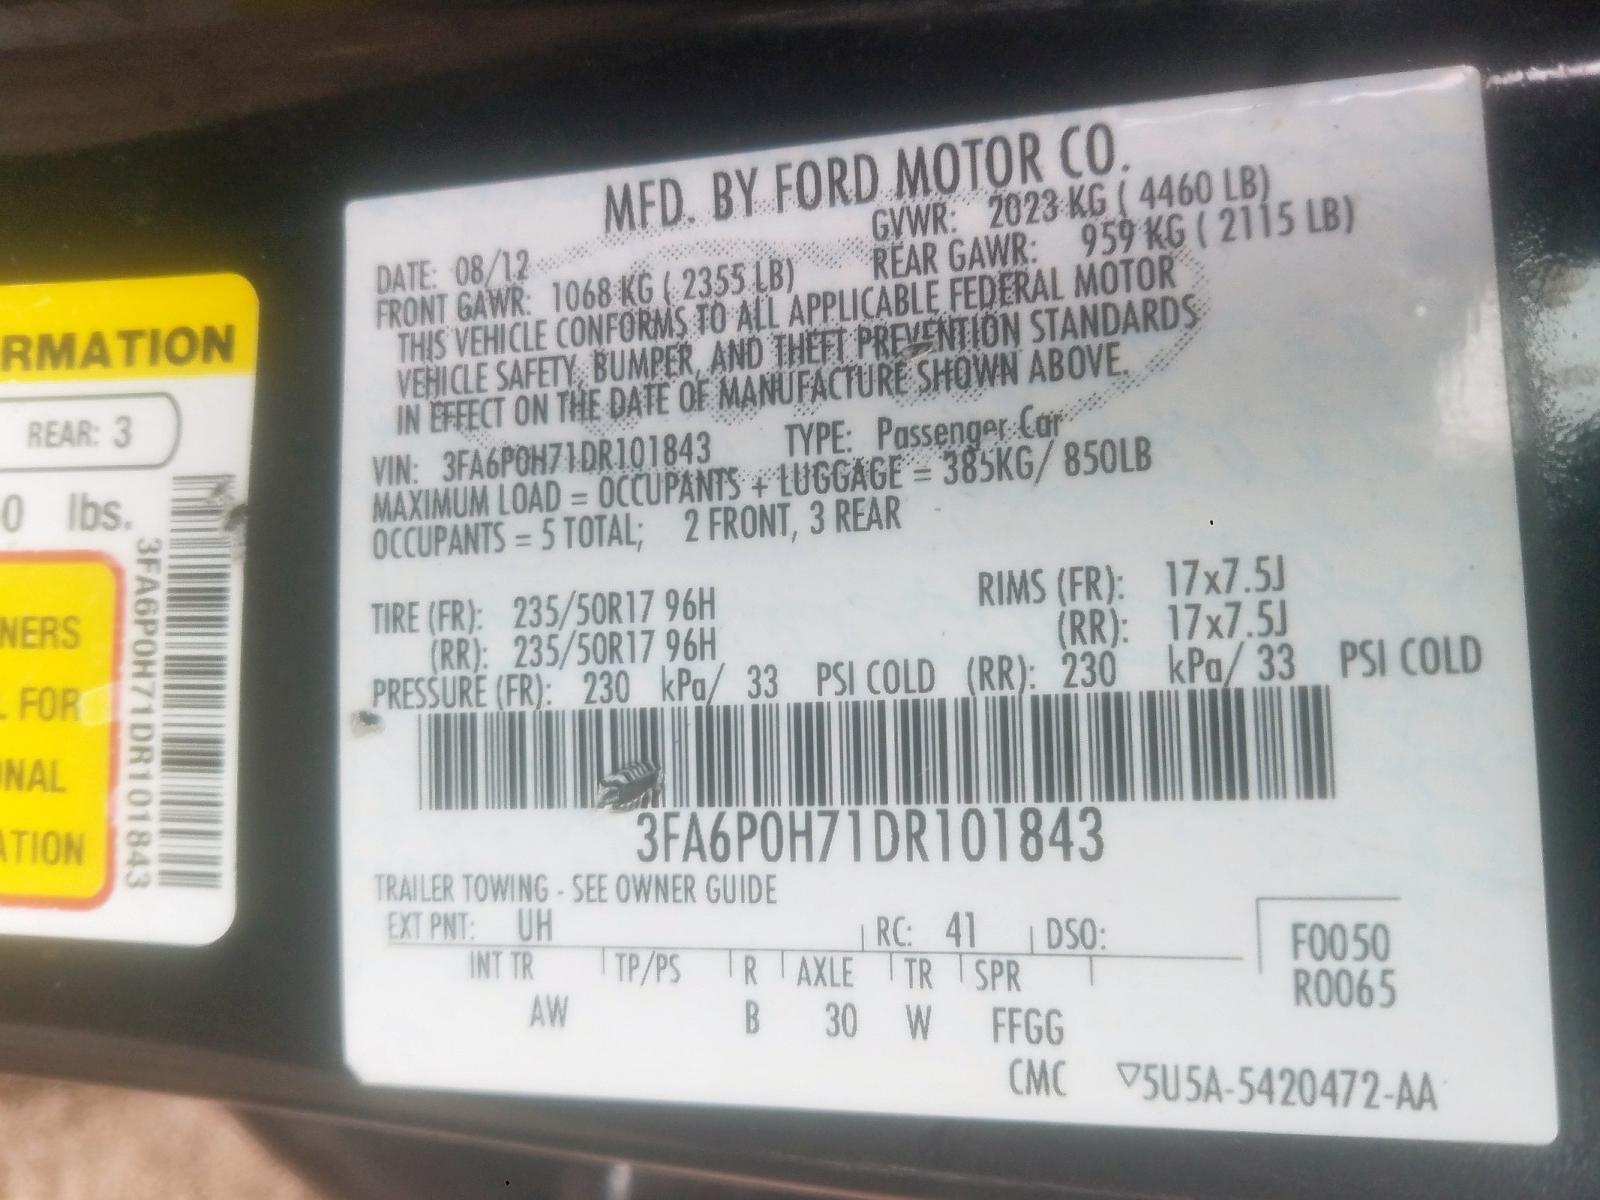 RMATION
REAR: 3
0 lbs.
NERS
L FOR
NAL
ATION
3FA6P0H71DR101843
MFD. BY FORD MOTOR CO.
DATE: 08/12 GVWR: 2023 KG ( 4460 LB)
FRONT GAWR: 1068 KG ( 2355 LB) REAR GAWR: 959 KG ( 2115 LB)
THIS VEHICLE CONFORMS TO ALL APPLICABLE FEDERAL MOTOR
VEHICLE SAFETY, BUMPER, AND THEFT PREVENTION STANDARDS
IN EFFECT ON THE DATE OF MANUFACTURE SHOWN ABOVE.
VIN: 3FA6P0H71DR101843 TYPE: Passenger Car
MAXIMUM LOAD = OCCUPANTS + LUGGAGE = 385KG/ 850LB
OCCUPANTS = 5 TOTAL; 2 FRONT, 3 REAR
TIRE (FR): 235/50R17 96H RIMS (FR): 17x7.5J
(RR): 235/50R17 96H (RR): 17x7.5J
PRESSURE (FR): 230 kPa/ 33 PSI COLD (RR): 230 kPa/ 33 PSI COLD
3FA6P0H71DR101843
TRAILER TOWING - SEE OWNER GUIDE
EXT PNT: UH RC: 41 DSO: F0050
INT TR TP/PS R AXLE TR SPR R0065
AW B 30 W FFGG
CMC ▽5U5A-5420472-AA